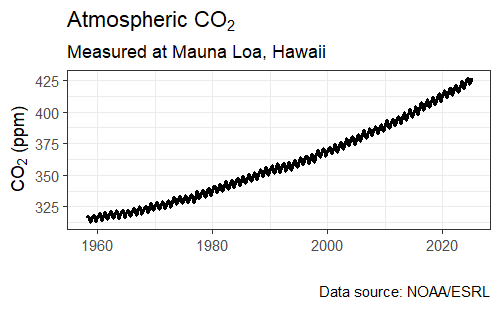 Atmospheric CO₂
Measured at Mauna Loa, Hawaii
CO₂ (ppm)
425
400
375
350
325
1960 1980 2000 2020
Data source: NOAA/ESRL